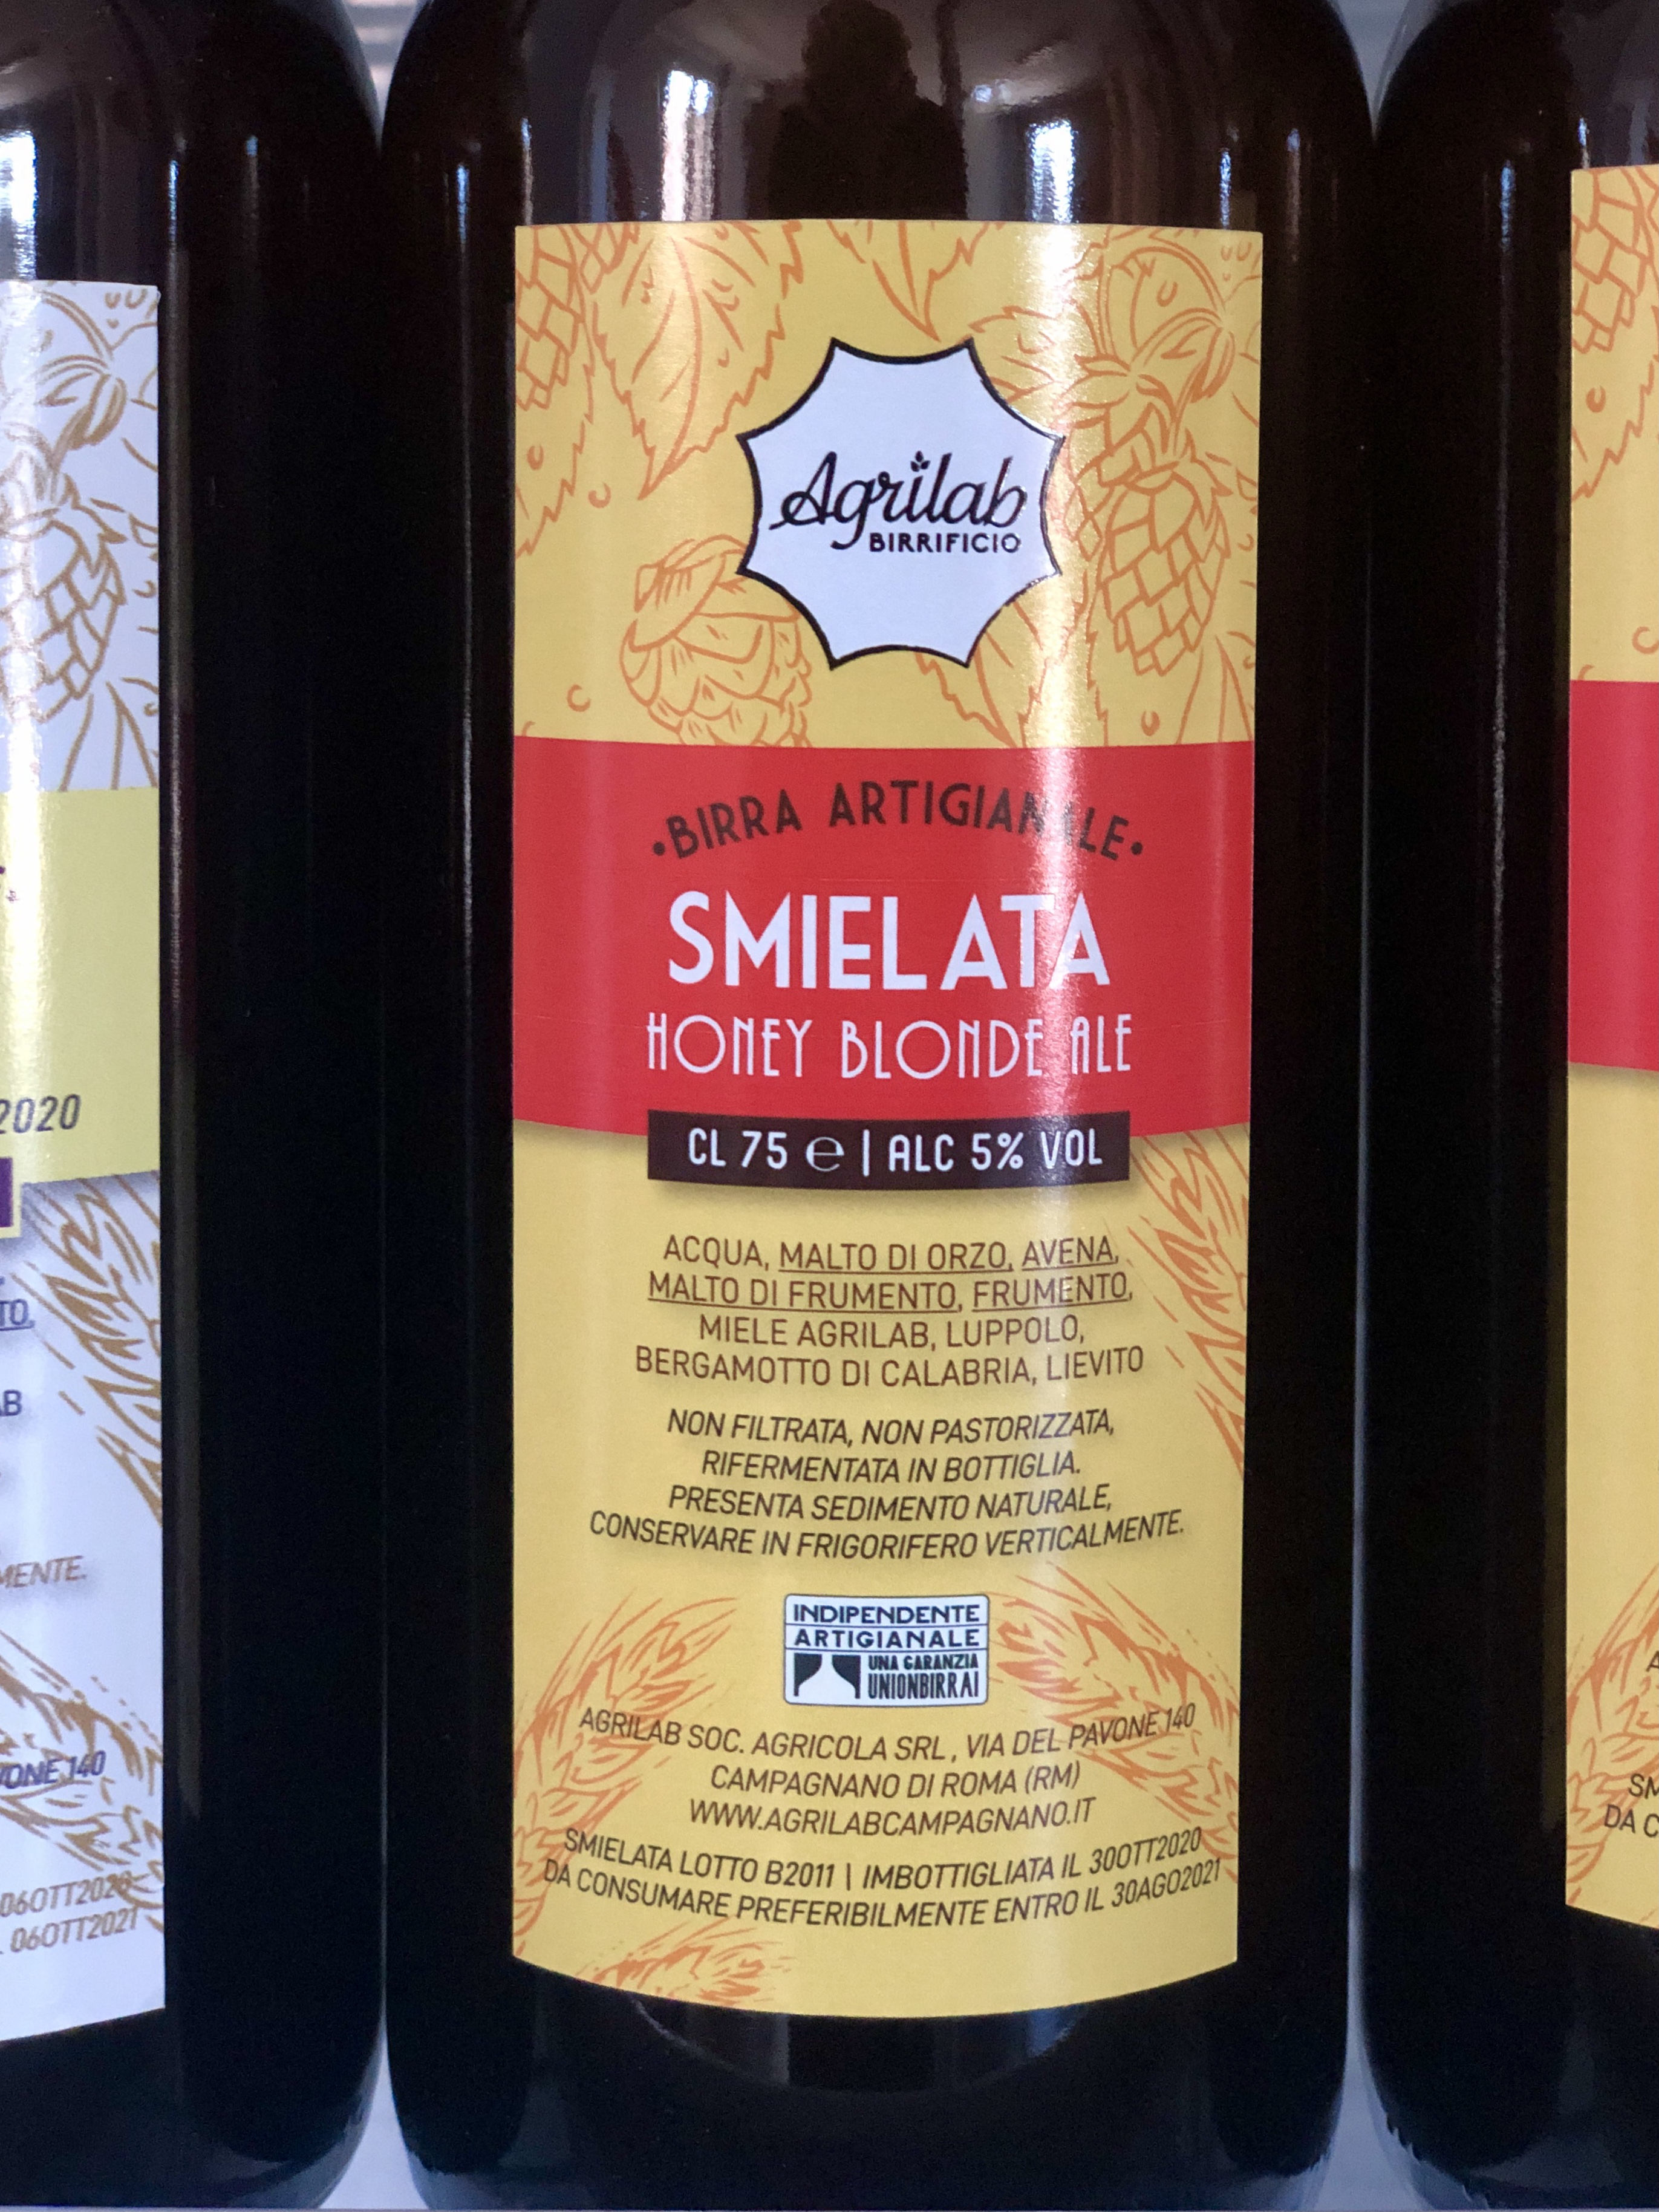 Agrilab
BIRRIFICIO
•BIRRA ARTIGIANALE•
SMIELATA
HONEY BLONDE ALE
CL 75 ℮ | ALC 5% VOL
ACQUA, MALTO DI ORZO, AVENA,
MALTO DI FRUMENTO, FRUMENTO,
MIELE AGRILAB, LUPPOLO,
BERGAMOTTO DI CALABRIA, LIEVITO
NON FILTRATA, NON PASTORIZZATA,
RIFERMENTATA IN BOTTIGLIA.
PRESENTA SEDIMENTO NATURALE,
CONSERVARE IN FRIGORIFERO VERTICALMENTE.
INDIPENDENTE
ARTIGIANALE
UNA GARANZIA
UNIONBIRRAI
AGRILAB SOC. AGRICOLA SRL, VIA DEL PAVONE 140
CAMPAGNANO DI ROMA (RM)
WWW.AGRILABCAMPAGNANO.IT
SMIELATA LOTTO B2011 | IMBOTTIGLIATA IL 30OTT2020
DA CONSUMARE PREFERIBILMENTE ENTRO IL 30AGO2021
2020
TO,
AB
MENTE.
VONE 140
06OTT2020
06OTT2021
SM
DA C